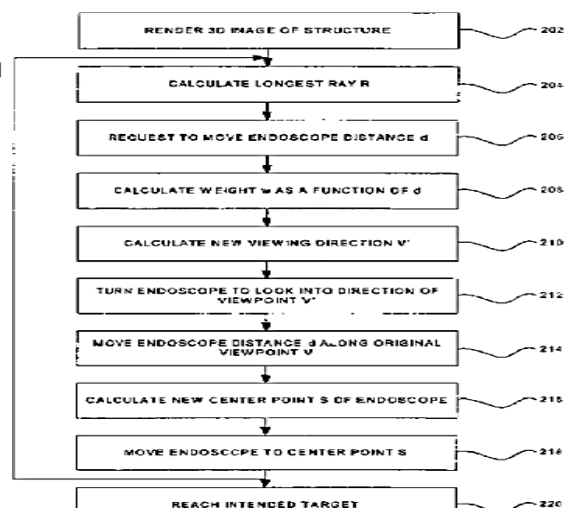 RENDER 3D IMAGE OF STRUCTURE
202
CALCULATE LONGEST RAY R
204
REQUEST TO MOVE ENDOSCOPE DISTANCE d
206
CALCULATE WEIGHT w AS A FUNCTION OF d
208
CALCULATE NEW VIEWING DIRECTION V'
210
TURN ENDOSCOPE TO LOOK INTO DIRECTION OF
VIEWPOINT V'
212
MOVE ENDOSCOPE DISTANCE d ALONG ORIGINAL
VIEWPOINT V
214
CALCULATE NEW CENTER POINT S OF ENDOSCOPE
216
MOVE ENDOSCOPE TO CENTER POINT S
218
REACH INTENDED TARGET
220